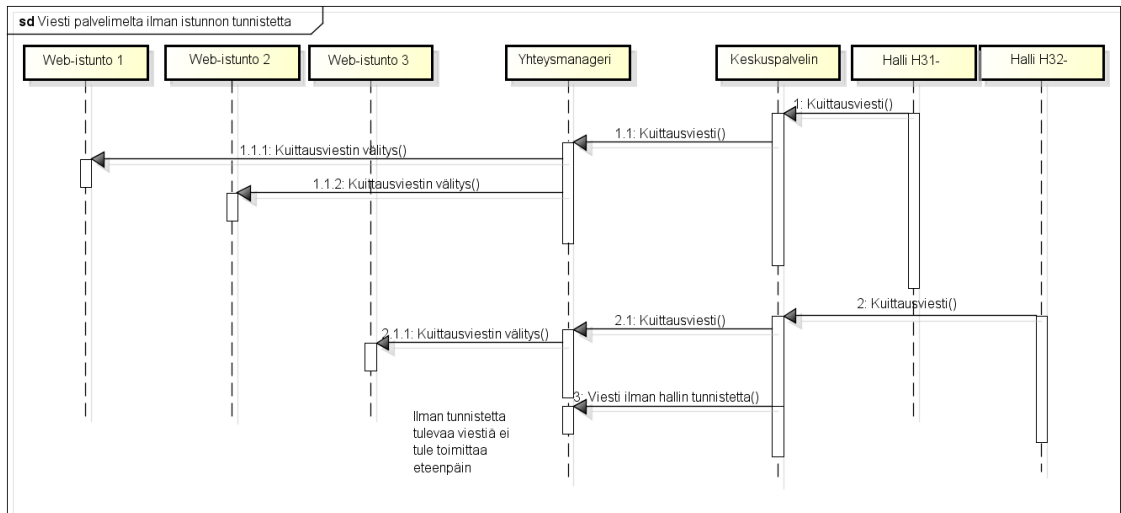 sd Viesti palvelimelta ilman istunnon tunnistetta
Web-istunto 1
Web-istunto 2
Web-istunto 3
Yhteysmanageri
Keskuspalvelin
Halli H31-
Halli H32-
1: Kuittausviesti()
1.1: Kuittausviesti()
1.1.1: Kuittausviestin välitys()
1.1.2: Kuittausviestin välitys()
2: Kuittausviesti()
2.1: Kuittausviesti()
2.1.1: Kuittausviestin välitys()
3: Viesti ilman hallin tunnistetta()
Ilman tunnistetta
tulevaa viestiä ei
tule toimittaa
eteenpäin